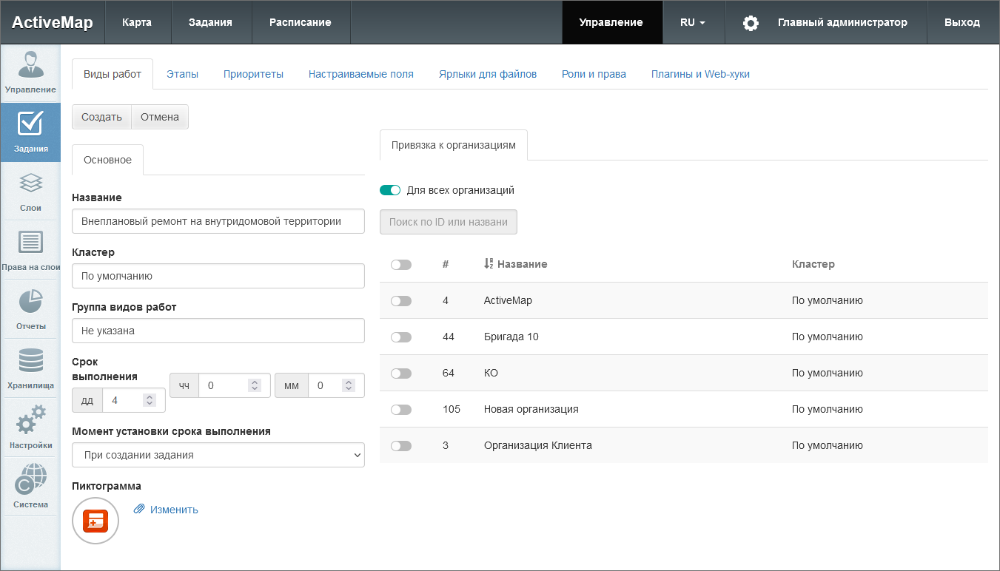 ActiveMap
Карта
Задания
Расписание
Управление
RU
Главный администратор
Выход
Управление
Задания
Слои
Права на слои
Отчеты
Хранилища
Настройки
Система
Виды работ
Этапы
Приоритеты
Настраиваемые поля
Ярлыки для файлов
Роли и права
Плагины и Web-хуки
Создать
Отмена
Основное
Название
Внеплановый ремонт на внутридомовой территории
Кластер
По умолчанию
Группа видов работ
Не указана
Срок
выполнения
дд 4
чч 0
мм 0
Момент установки срока выполнения
При создании задания
Пиктограмма
Изменить
Привязка к организациям
Для всех организаций
Поиск по ID или названи
# Название Кластер
4 ActiveMap По умолчанию
44 Бригада 10 По умолчанию
64 КО По умолчанию
105 Новая организация По умолчанию
3 Организация Клиента По умолчанию